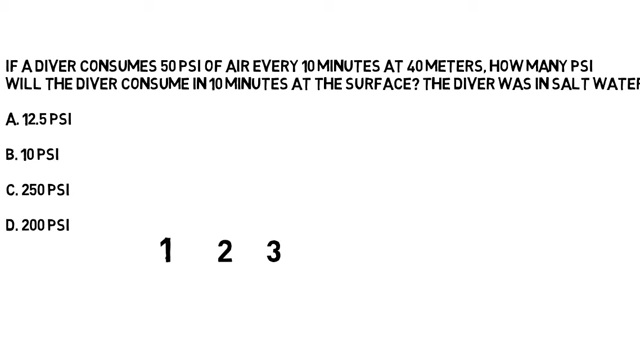 IF A DIVER CONSUMES 50 PSI OF AIR EVERY 10 MINUTES AT 40 METERS, HOW MANY PSI
WILL THE DIVER CONSUME IN 10 MINUTES AT THE SURFACE? THE DIVER WAS IN SALT WATER
A. 12.5 PSI
B. 10 PSI
C. 250 PSI
D. 200 PSI
1 2 3